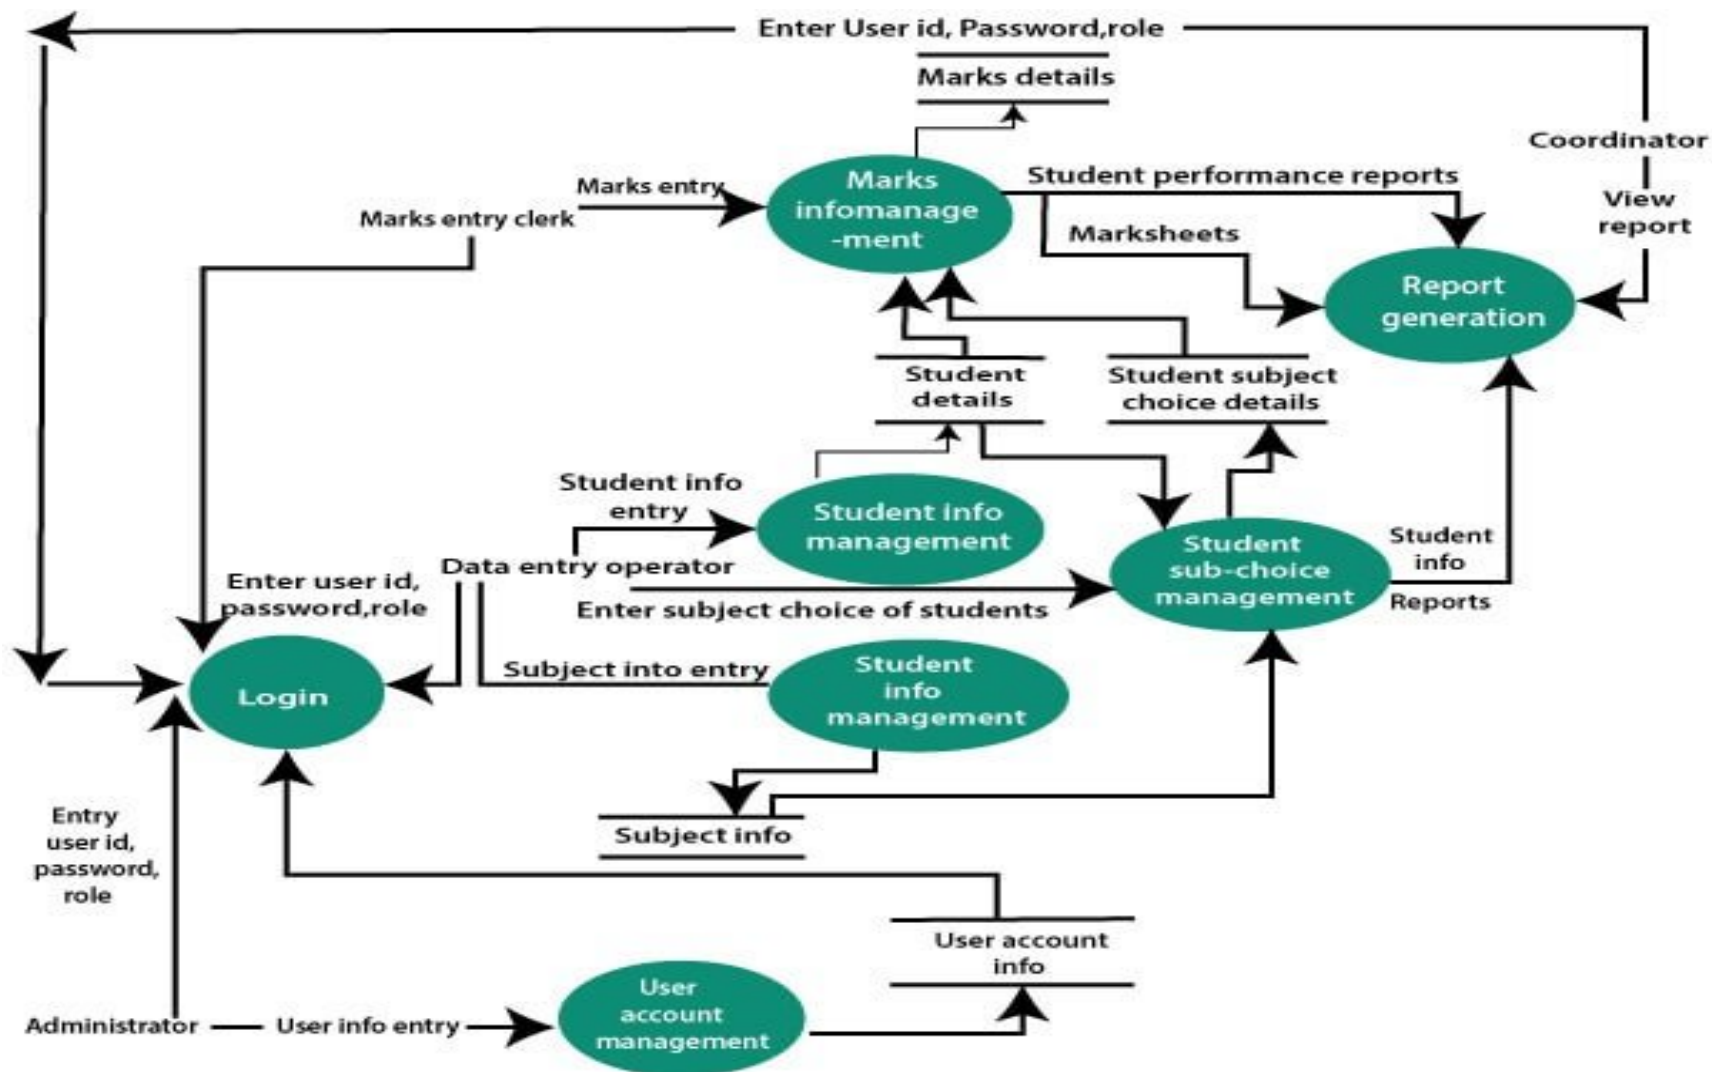 Enter User id, Password,role
Marks details
Coordinator
View
report
Marks entry
Marks entry clerk
Marks
infomanage
-ment
Student performance reports
Marksheets
Report
generation
Student
details
Student subject
choice details
Student info
entry
Student info
management
Data entry operator
Enter subject choice of students
Student
sub-choice
management
Student
info
Reports
Enter user id,
password,role
Login
Subject into entry
Student
info
management
Subject info
Entry
user id,
password,
role
User account
info
Administrator
User info entry
User
account
management